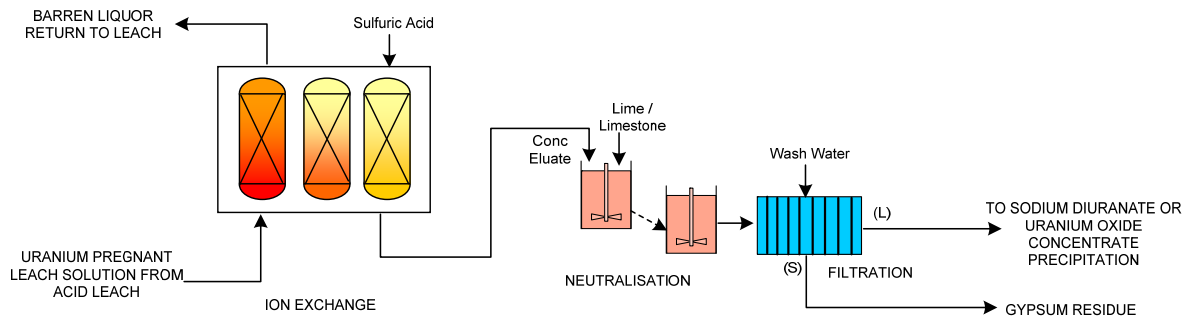 BARREN LIQUOR
RETURN TO LEACH
Sulfuric Acid
URANIUM PREGNANT
LEACH SOLUTION FROM
ACID LEACH
ION EXCHANGE
Conc
Eluate
Lime /
Limestone
NEUTRALISATION
Wash Water
(L)
(S)
FILTRATION
TO SODIUM DIURANATE OR
URANIUM OXIDE
CONCENTRATE
PRECIPITATION
GYPSUM RESIDUE